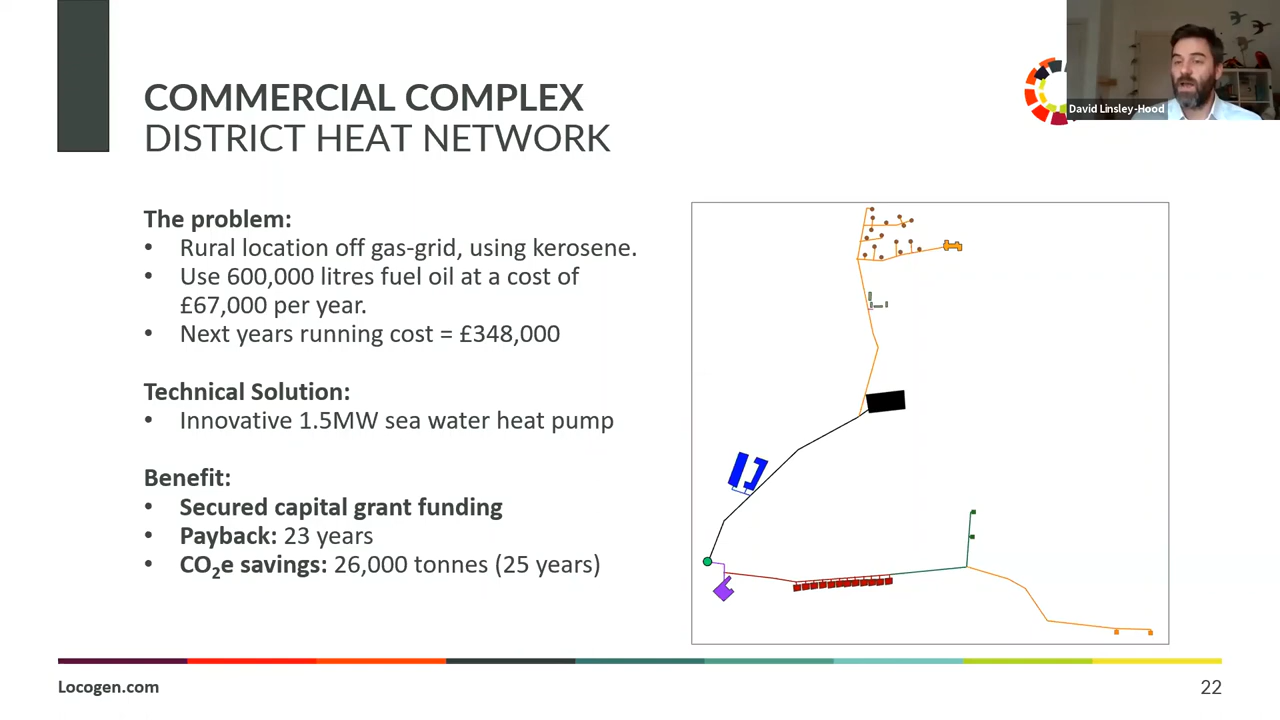 COMMERCIAL COMPLEX
DISTRICT HEAT NETWORK
David Linsley-Hood
The problem:
• Rural location off gas-grid, using kerosene.
• Use 600,000 litres fuel oil at a cost of
£67,000 per year.
• Next years running cost = £348,000
Technical Solution:
• Innovative 1.5MW sea water heat pump
Benefit:
• Secured capital grant funding
• Payback: 23 years
• CO₂e savings: 26,000 tonnes (25 years)
Locogen.com
22